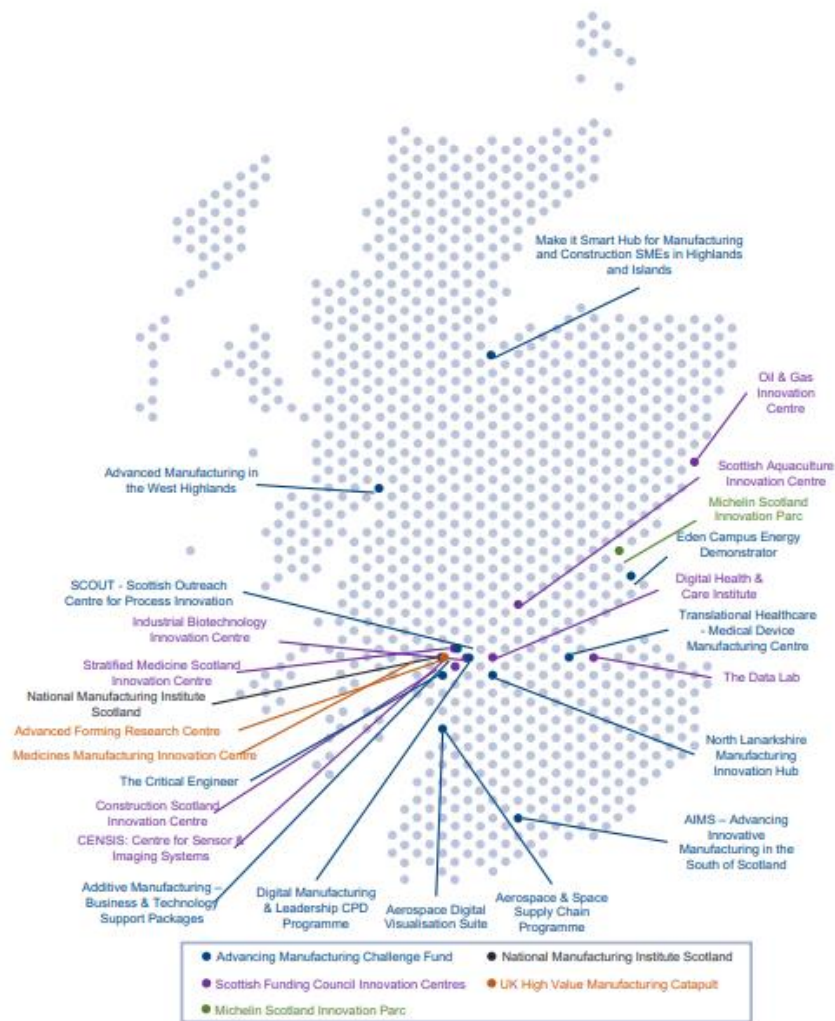 Make it Smart Hub for Manufacturing
and Construction SMEs in Highlands
and Islands
Oil & Gas
Innovation
Centre
Scottish Aquaculture
Innovation Centre
Advanced Manufacturing in
the West Highlands
Michelin Scotland
Innovation Parc
Eden Campus Energy
Demonstrator
SCOUT - Scottish Outreach
Centre for Process Innovation
Digital Health &
Care Institute
Industrial Biotechnology
Innovation Centre
Translational Healthcare
- Medical Device
Manufacturing Centre
Stratified Medicine Scotland
Innovation Centre
The Data Lab
National Manufacturing Institute
Scotland
Advanced Forming Research Centre
Medicines Manufacturing Innovation Centre
North Lanarkshire
Manufacturing
Innovation Hub
The Critical Engineer
Construction Scotland
Innovation Centre
CENSIS: Centre for Sensor &
Imaging Systems
AIMS – Advancing
Innovative
Manufacturing in the
South of Scotland
Additive Manufacturing –
Business & Technology
Support Packages
Digital Manufacturing
& Leadership CPD
Programme
Aerospace Digital
Visualisation Suite
Aerospace & Space
Supply Chain
Programme
Advancing Manufacturing Challenge Fund
National Manufacturing Institute Scotland
Scottish Funding Council Innovation Centres
UK High Value Manufacturing Catapult
Michelin Scotland Innovation Parc